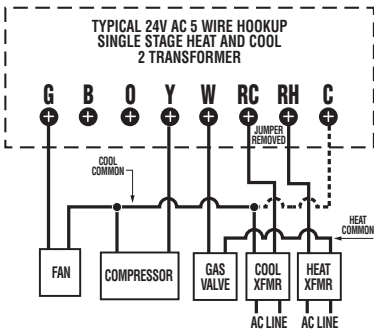 TYPICAL 24V AC 5 WIRE HOOKUP
SINGLE STAGE HEAT AND COOL
2 TRANSFORMER
G B O Y W RC RH C
JUMPER
REMOVED
COOL
COMMON
HEAT
COMMON
FAN
COMPRESSOR
GAS
VALVE
COOL
XFMR
HEAT
XFMR
AC LINE AC LINE